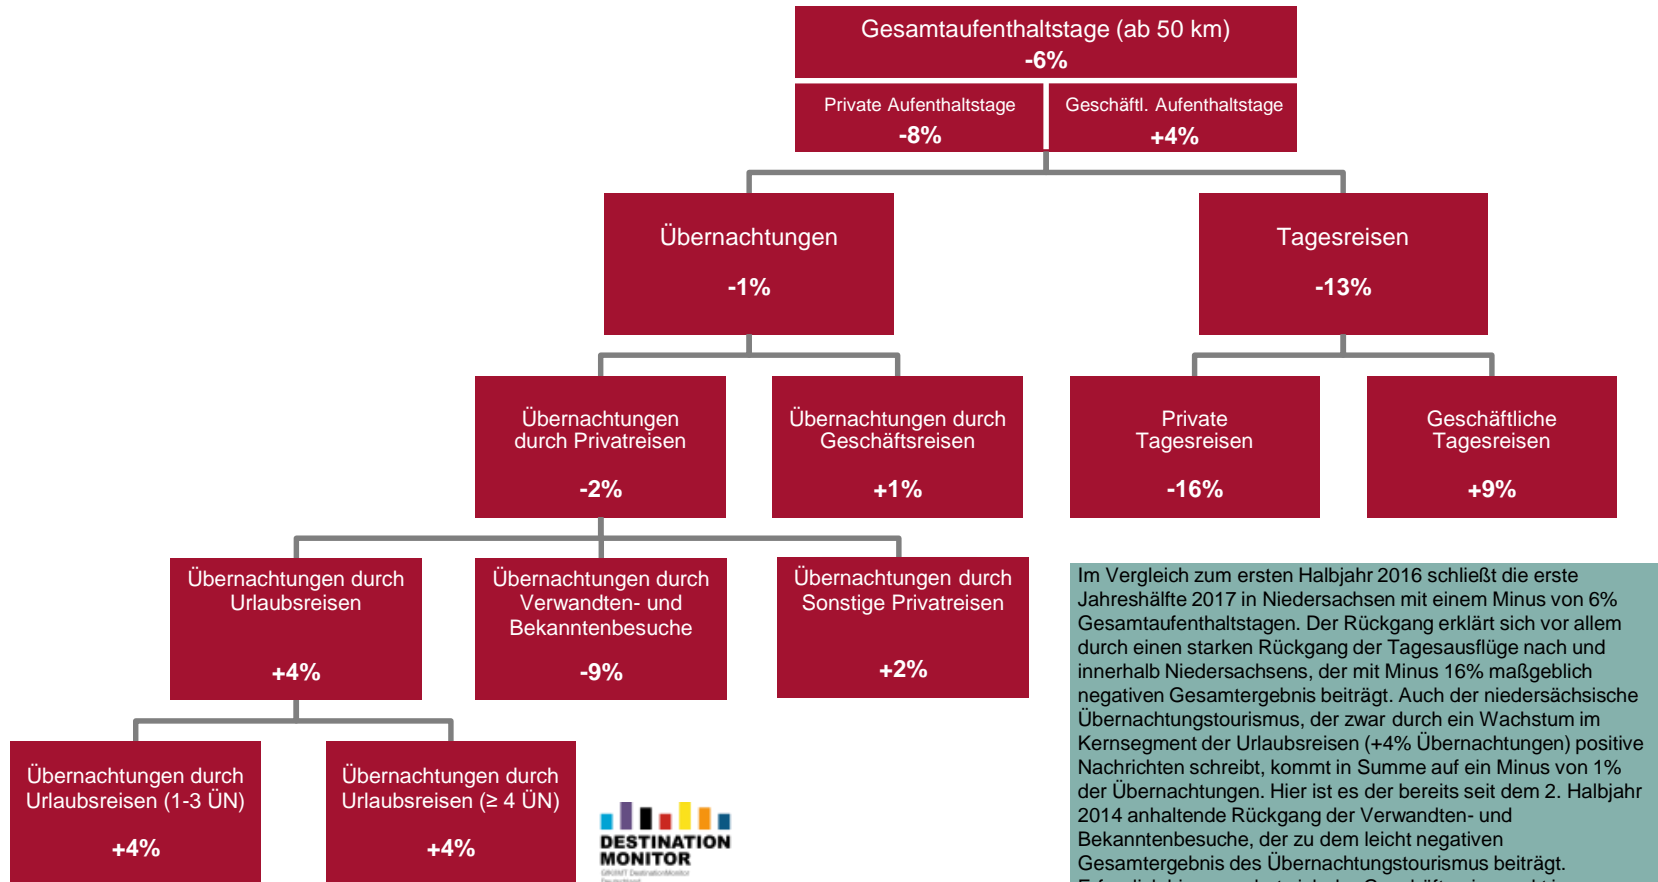 Gesamtaufenthaltstage (ab 50 km)
-6%
Private Aufenthaltstage
-8%
Geschäftl. Aufenthaltstage
+4%
Übernachtungen
-1%
Tagesreisen
-13%
Übernachtungen
durch Privatreisen
-2%
Übernachtungen durch
Geschäftsreisen
+1%
Private
Tagesreisen
-16%
Geschäftliche
Tagesreisen
+9%
Übernachtungen durch
Urlaubsreisen
+4%
Übernachtungen durch
Verwandten- und
Bekanntenbesuche
-9%
Übernachtungen durch
Sonstige Privatreisen
+2%
Übernachtungen durch
Urlaubsreisen (1-3 ÜN)
+4%
Übernachtungen durch
Urlaubsreisen (≥ 4 ÜN)
+4%
DESTINATION
MONITOR
GfK/IMT DestinationMonitor
Deutschland
Im Vergleich zum ersten Halbjahr 2016 schließt die erste
Jahreshälfte 2017 in Niedersachsen mit einem Minus von 6%
Gesamtaufenthaltstagen. Der Rückgang erklärt sich vor allem
durch einen starken Rückgang der Tagesausflüge nach und
innerhalb Niedersachsens, der mit Minus 16% maßgeblich
negativen Gesamtergebnis beiträgt. Auch der niedersächsische
Übernachtungstourismus, der zwar durch ein Wachstum im
Kernsegment der Urlaubsreisen (+4% Übernachtungen) positive
Nachrichten schreibt, kommt in Summe auf ein Minus von 1%
der Übernachtungen. Hier ist es der bereits seit dem 2. Halbjahr
2014 anhaltende Rückgang der Verwandten- und
Bekanntenbesuche, der zu dem leicht negativen
Gesamtergebnis des Übernachtungstourismus beiträgt.